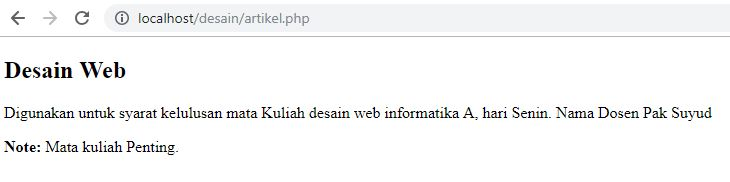 localhost/desain/artikel.php
Desain Web
Digunakan untuk syarat kelulusan mata Kuliah desain web informatika A, hari Senin. Nama Dosen Pak Suyud
Note: Mata kuliah Penting.